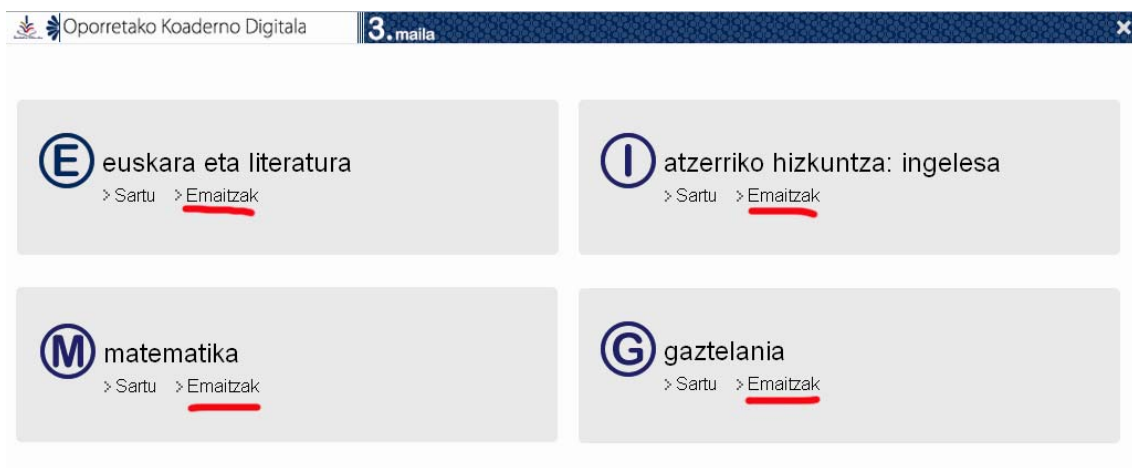 Oporretako Koaderno Digitala
3. maila
E euskara eta literatura
> Sartu > Emaitzak
I atzerriko hizkuntza: ingelesa
> Sartu > Emaitzak
M matematika
> Sartu > Emaitzak
G gaztelania
> Sartu > Emaitzak